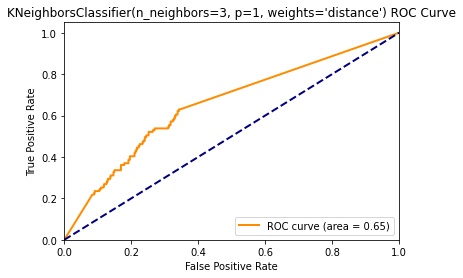 KNeighborsClassifier(n_neighbors=3, p=1, weights='distance') ROC Curve
1.0
0.8
0.6
0.4
0.2
0.0
True Positive Rate
ROC curve (area = 0.65)
0.0 0.2 0.4 0.6 0.8 1.0
False Positive Rate